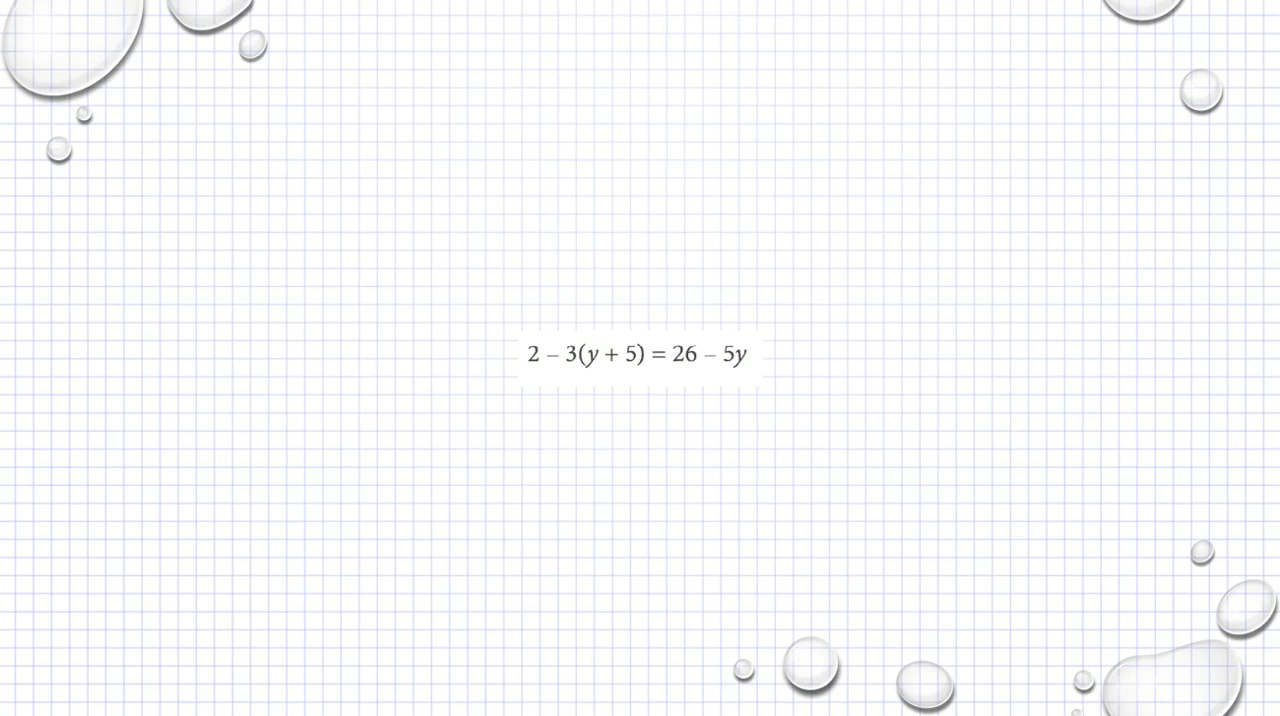 2 – 3(y + 5) = 26 – 5y